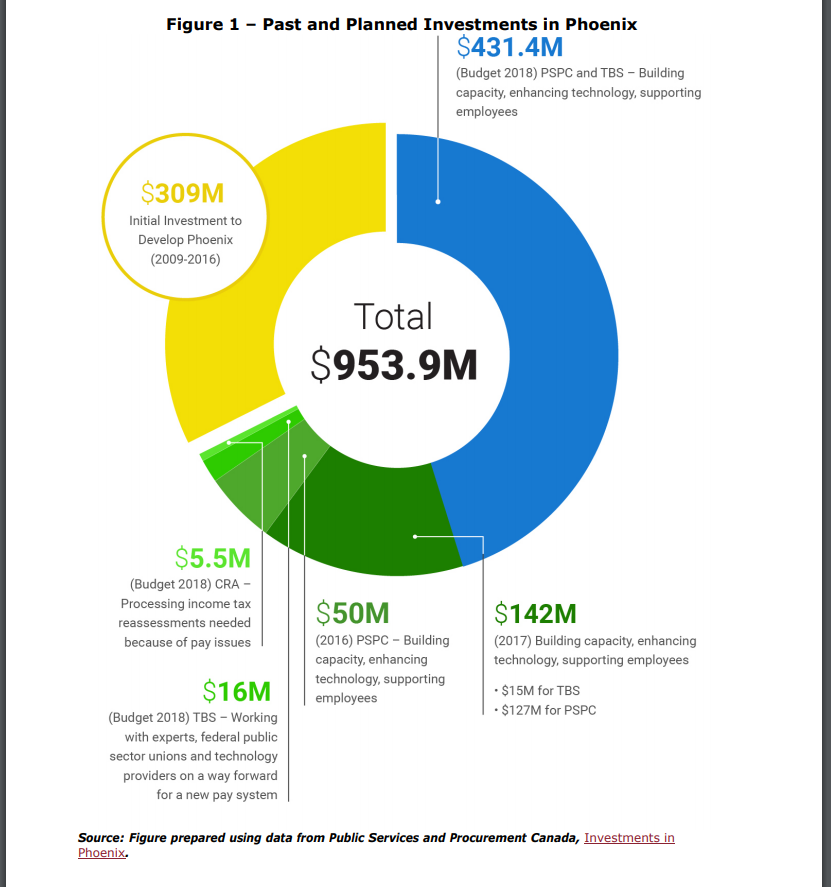 Figure 1 – Past and Planned Investments in Phoenix
$431.4M
(Budget 2018) PSPC and TBS – Building
capacity, enhancing technology, supporting
employees
$309M
Initial Investment to
Develop Phoenix
(2009-2016)
Total
$953.9M
$5.5M
(Budget 2018) CRA –
Processing income tax
reassessments needed
because of pay issues
$16M
(Budget 2018) TBS – Working
with experts, federal public
sector unions and technology
providers on a way forward
for a new pay system
$50M
(2016) PSPC – Building
capacity, enhancing
technology, supporting
employees
$142M
(2017) Building capacity, enhancing
technology, supporting employees
• $15M for TBS
• $127M for PSPC
Source: Figure prepared using data from Public Services and Procurement Canada, Investments in
Phoenix.